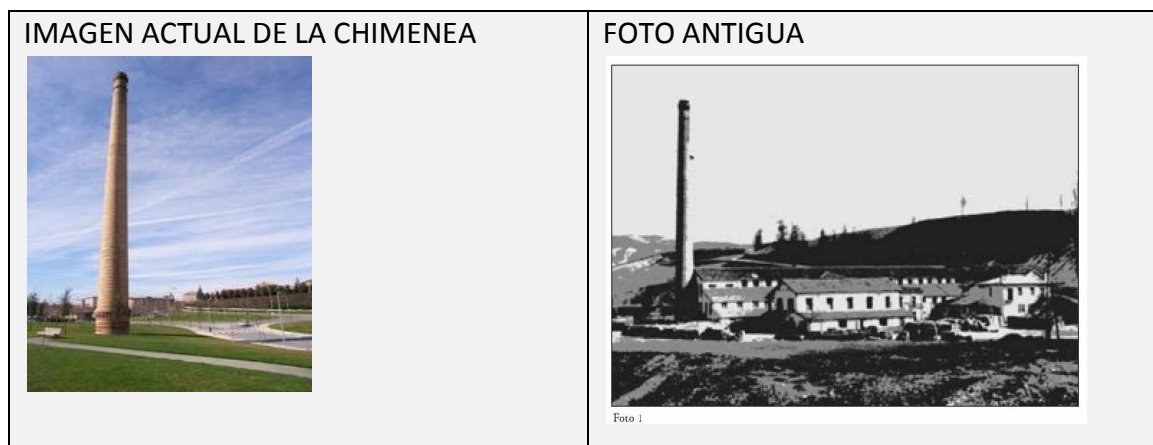 IMAGEN ACTUAL DE LA CHIMENEA
FOTO ANTIGUA
Foto 1